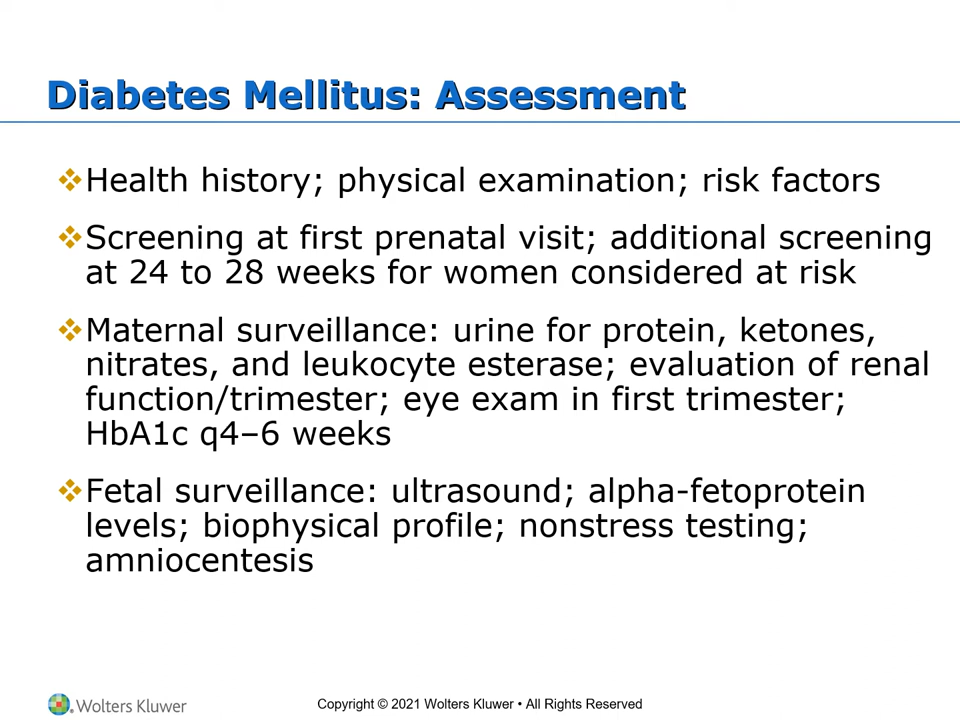 Diabetes Mellitus: Assessment
Health history; physical examination; risk factors
Screening at first prenatal visit; additional screening
at 24 to 28 weeks for women considered at risk
Maternal surveillance: urine for protein, ketones,
nitrates, and leukocyte esterase; evaluation of renal
function/trimester; eye exam in first trimester;
HbA1c q4–6 weeks
Fetal surveillance: ultrasound; alpha-fetoprotein
levels; biophysical profile; nonstress testing;
amniocentesis
Wolters Kluwer
Copyright © 2021 Wolters Kluwer • All Rights Reserved